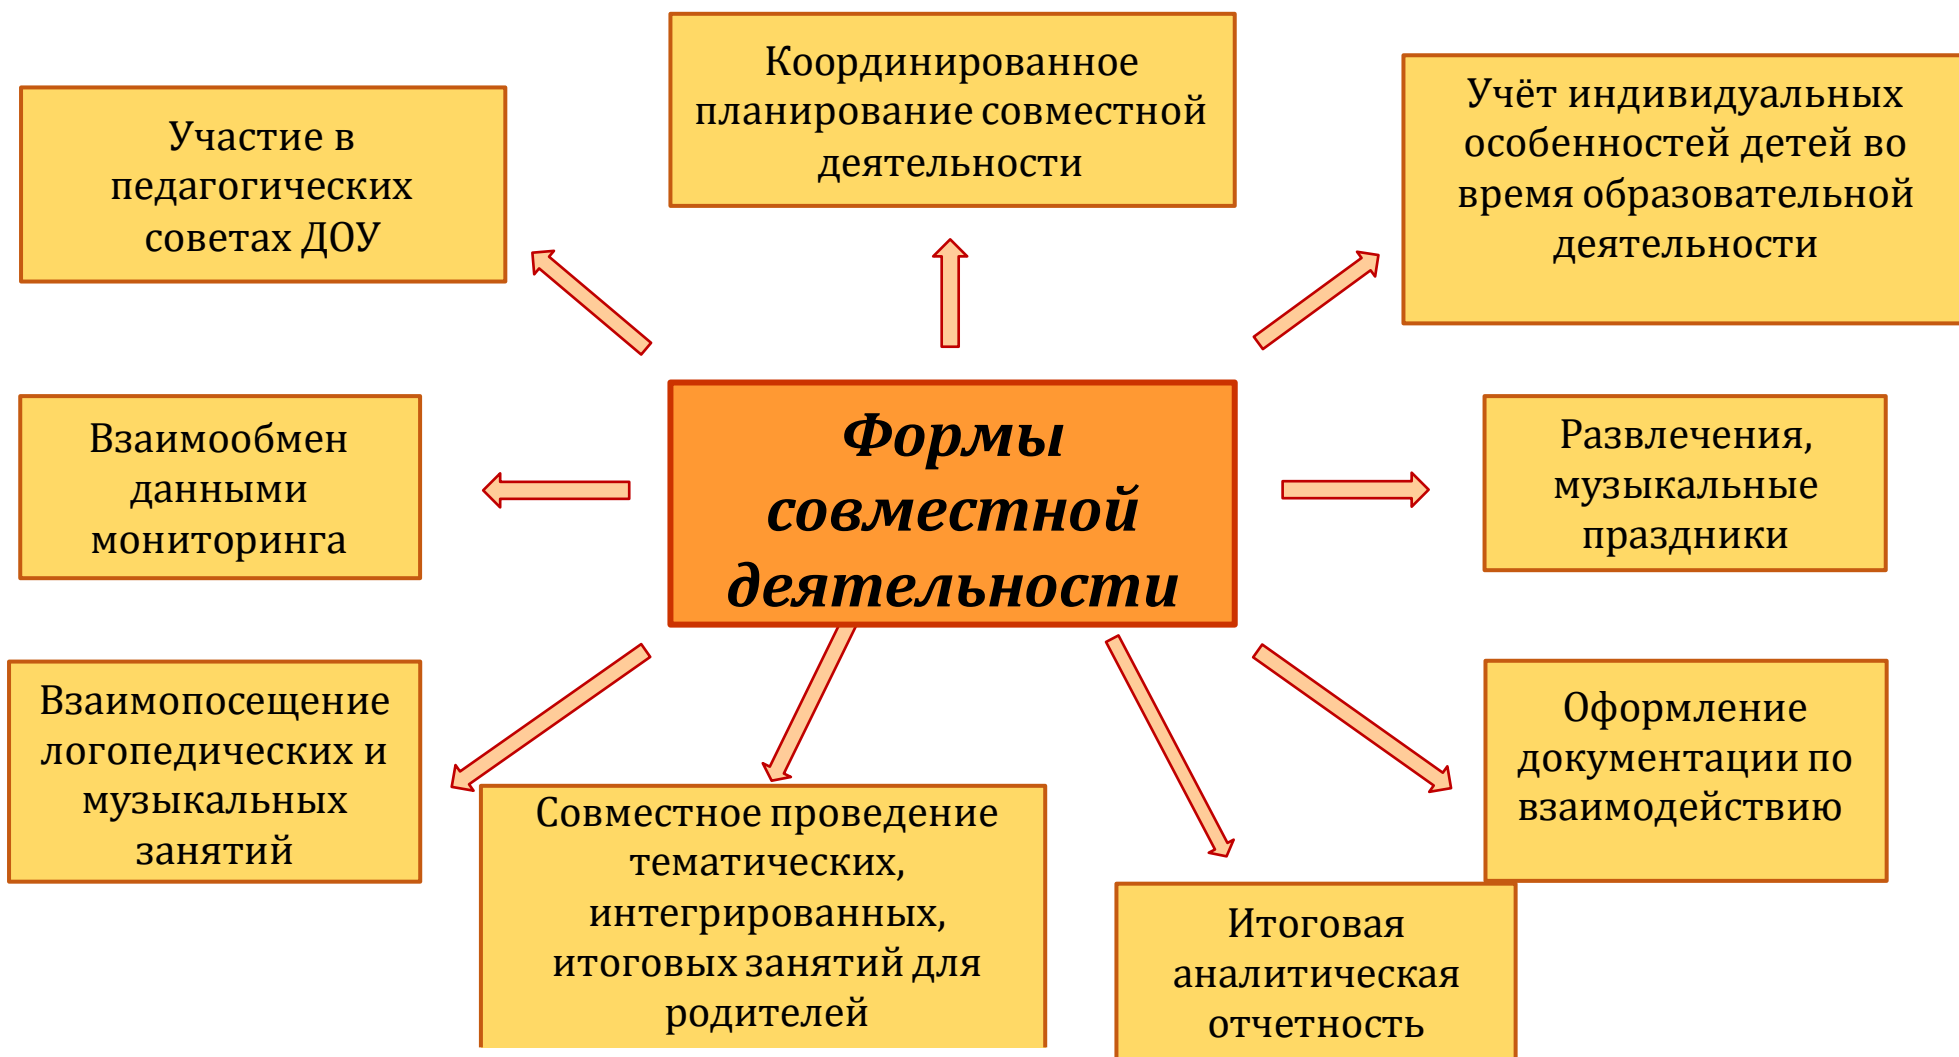 Координированное
планирование совместной
деятельности
Участие в
педагогических
советах ДОУ
Учёт индивидуальных
особенностей детей во
время образовательной
деятельности
Взаимообмен
данными
мониторинга
Формы
совместной
деятельности
Развлечения,
музыкальные
праздники
Взаимопосещение
логопедических и
музыкальных
занятий
Оформление
документации по
взаимодействию
Совместное проведение
тематических,
интегрированных,
итоговых занятий для
родителей
Итоговая
аналитическая
отчетность